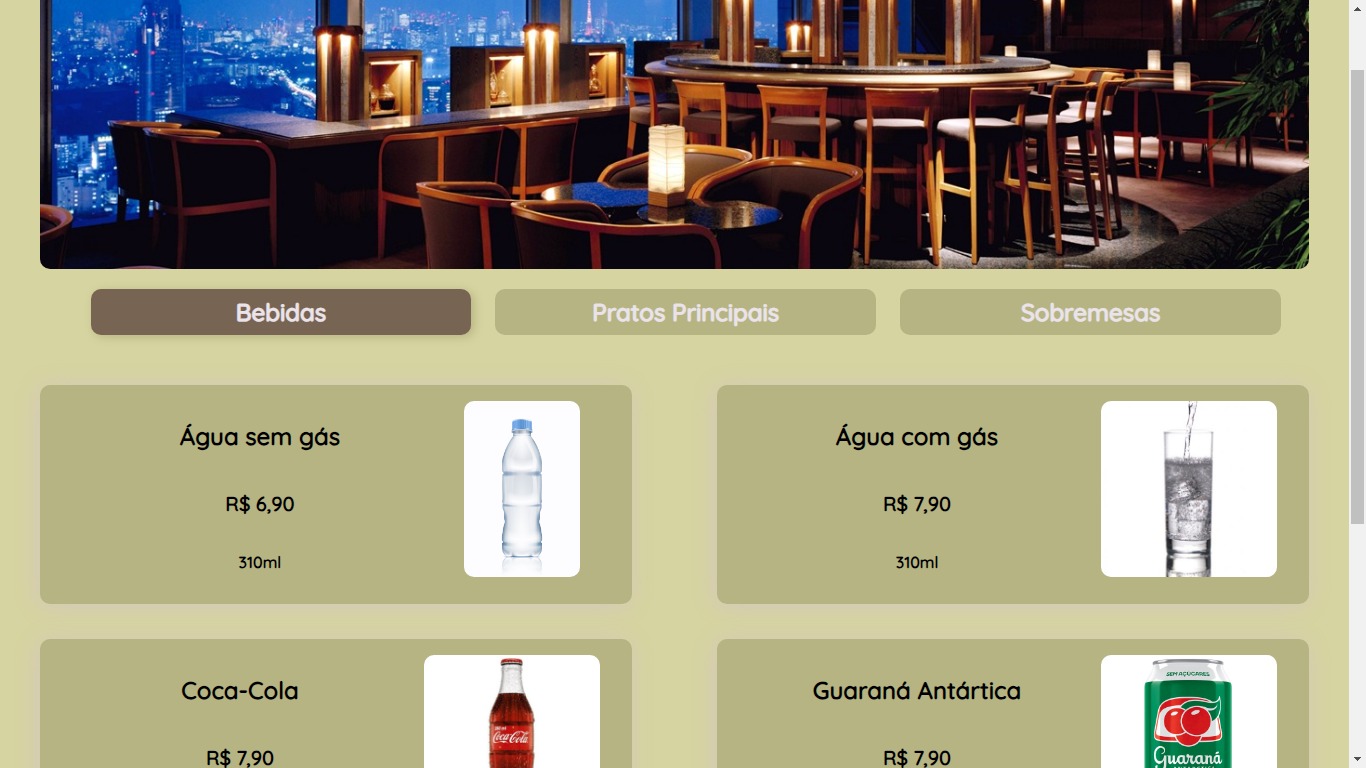 Bebidas
Pratos Principais
Sobremesas
Água sem gás
R$ 6,90
310ml
Água com gás
R$ 7,90
310ml
Coca-Cola
R$ 7,90
Coca-Cola
Guaraná Antártica
R$ 7,90
SEM AÇÚCARES
Guaraná